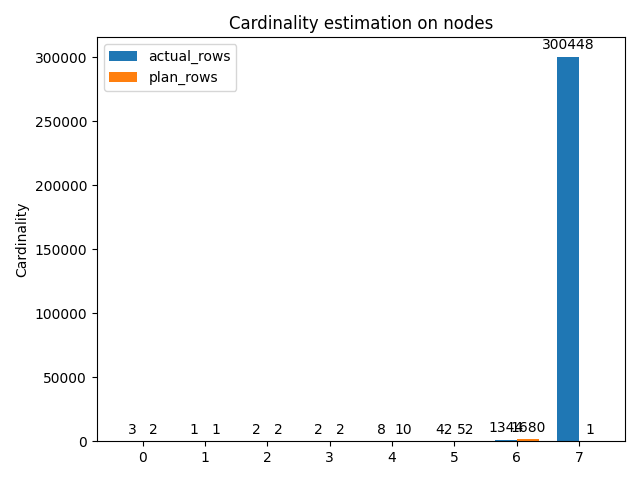 Cardinality estimation on nodes
actual_rows
plan_rows
Cardinality
300000
250000
200000
150000
100000
50000
0
3 2 1 1 2 2 2 2 8 10 42 52 1344 1680 300448 1
0 1 2 3 4 5 6 7